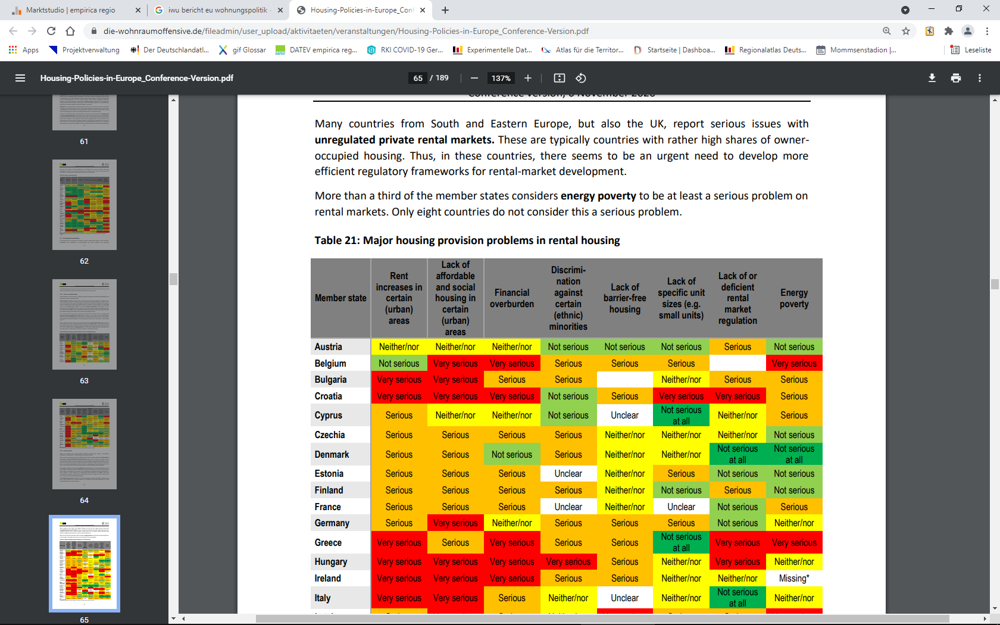 Marktstudio | empirica regio
iwu bericht eu wohnungspolitik -
Housing-Policies-in-Europe_Conf
die-wohnraumoffensive.de/fileadmin/user_upload/aktivitaeten/veranstaltungen/Housing-Policies-in-Europe_Conference-Version.pdf
Apps Projektverwaltung Der Deutschlandatl... gif Glossar DATEV empirica reg... RKI COVID-19 Ger... Experimentelle Dat... Atlas für die Territor... Startseite | Dashboa... Regionalatlas Deuts... Mommsenstadion |... Leseliste
Housing-Policies-in-Europe_Conference-Version.pdf 65 / 189 137%
61
62
63
64
65
Conference Version, 6 November 2020
Many countries from South and Eastern Europe, but also the UK, report serious issues with
unregulated private rental markets. These are typically countries with rather high shares of owner-
occupied housing. Thus, in these countries, there seems to be an urgent need to develop more
efficient regulatory frameworks for rental-market development.
More than a third of the member states considers energy poverty to be at least a serious problem on
rental markets. Only eight countries do not consider this a serious problem.
Table 21: Major housing provision problems in rental housing
Member state
Rent
increases in
certain
(urban)
areas
Lack of
affordable
and social
housing in
certain
(urban)
areas
Financial
overburden
Discrimi-
nation
against
certain
(ethnic)
minorities
Lack of
barrier-free
housing
Lack of
specific unit
sizes (e.g.
small units)
Lack of or
deficient
rental
market
regulation
Energy
poverty
Austria Neither/nor Neither/nor Neither/nor Not serious Not serious Not serious Serious Not serious
Belgium Not serious Very serious Very serious Serious Serious Serious Very serious
Bulgaria Very serious Very serious Serious Serious Neither/nor Serious Serious
Croatia Very serious Very serious Very serious Not serious Serious Very serious Very serious Serious
Cyprus Serious Neither/nor Neither/nor Not serious Unclear Not serious at all Neither/nor Serious
Czechia Serious Serious Serious Serious Neither/nor Neither/nor Neither/nor Not serious
Denmark Serious Serious Not serious Serious Neither/nor Neither/nor Not serious at all Not serious at all
Estonia Serious Serious Serious Unclear Neither/nor Serious Not serious Not serious
Finland Serious Serious Serious Serious Neither/nor Not serious Serious Not serious
France Serious Serious Serious Unclear Neither/nor Unclear Not serious Serious
Germany Serious Very serious Neither/nor Serious Serious Serious Not serious Neither/nor
Greece Very serious Serious Very serious Serious Serious Not serious at all Very serious Very serious
Hungary Very serious Very serious Very serious Very serious Serious Neither/nor Very serious Neither/nor
Ireland Very serious Very serious Very serious Serious Serious Neither/nor Neither/nor Missing*
Italy Very serious Very serious Serious Neither/nor Unclear Neither/nor Not serious at all Neither/nor